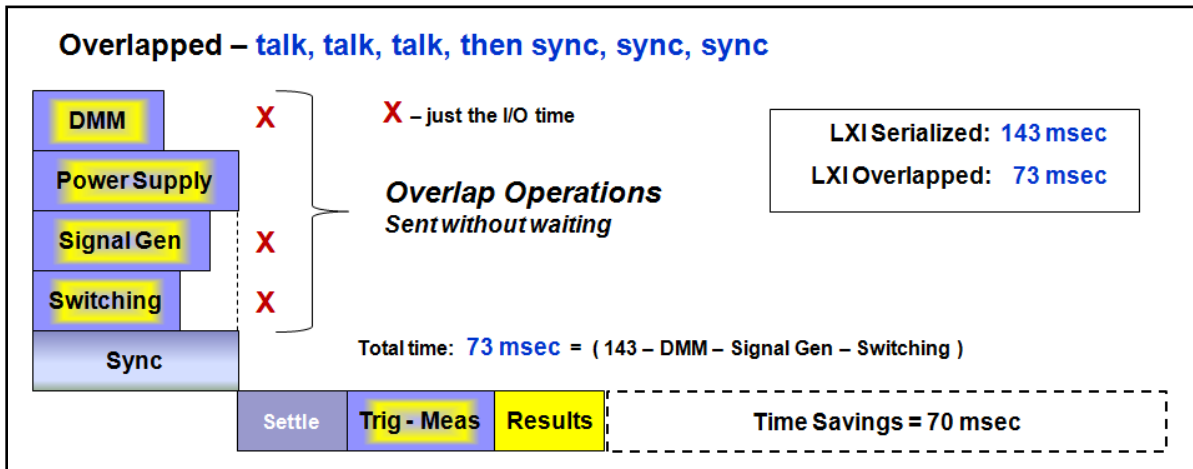 Overlapped – talk, talk, talk, then sync, sync, sync
DMM
X
X – just the I/O time
LXI Serialized: 143 msec
LXI Overlapped: 73 msec
Power Supply
Overlap Operations
Sent without waiting
Signal Gen
X
Switching
X
Sync
Total time: 73 msec = ( 143 – DMM – Signal Gen – Switching )
Settle
Trig - Meas
Results
Time Savings = 70 msec